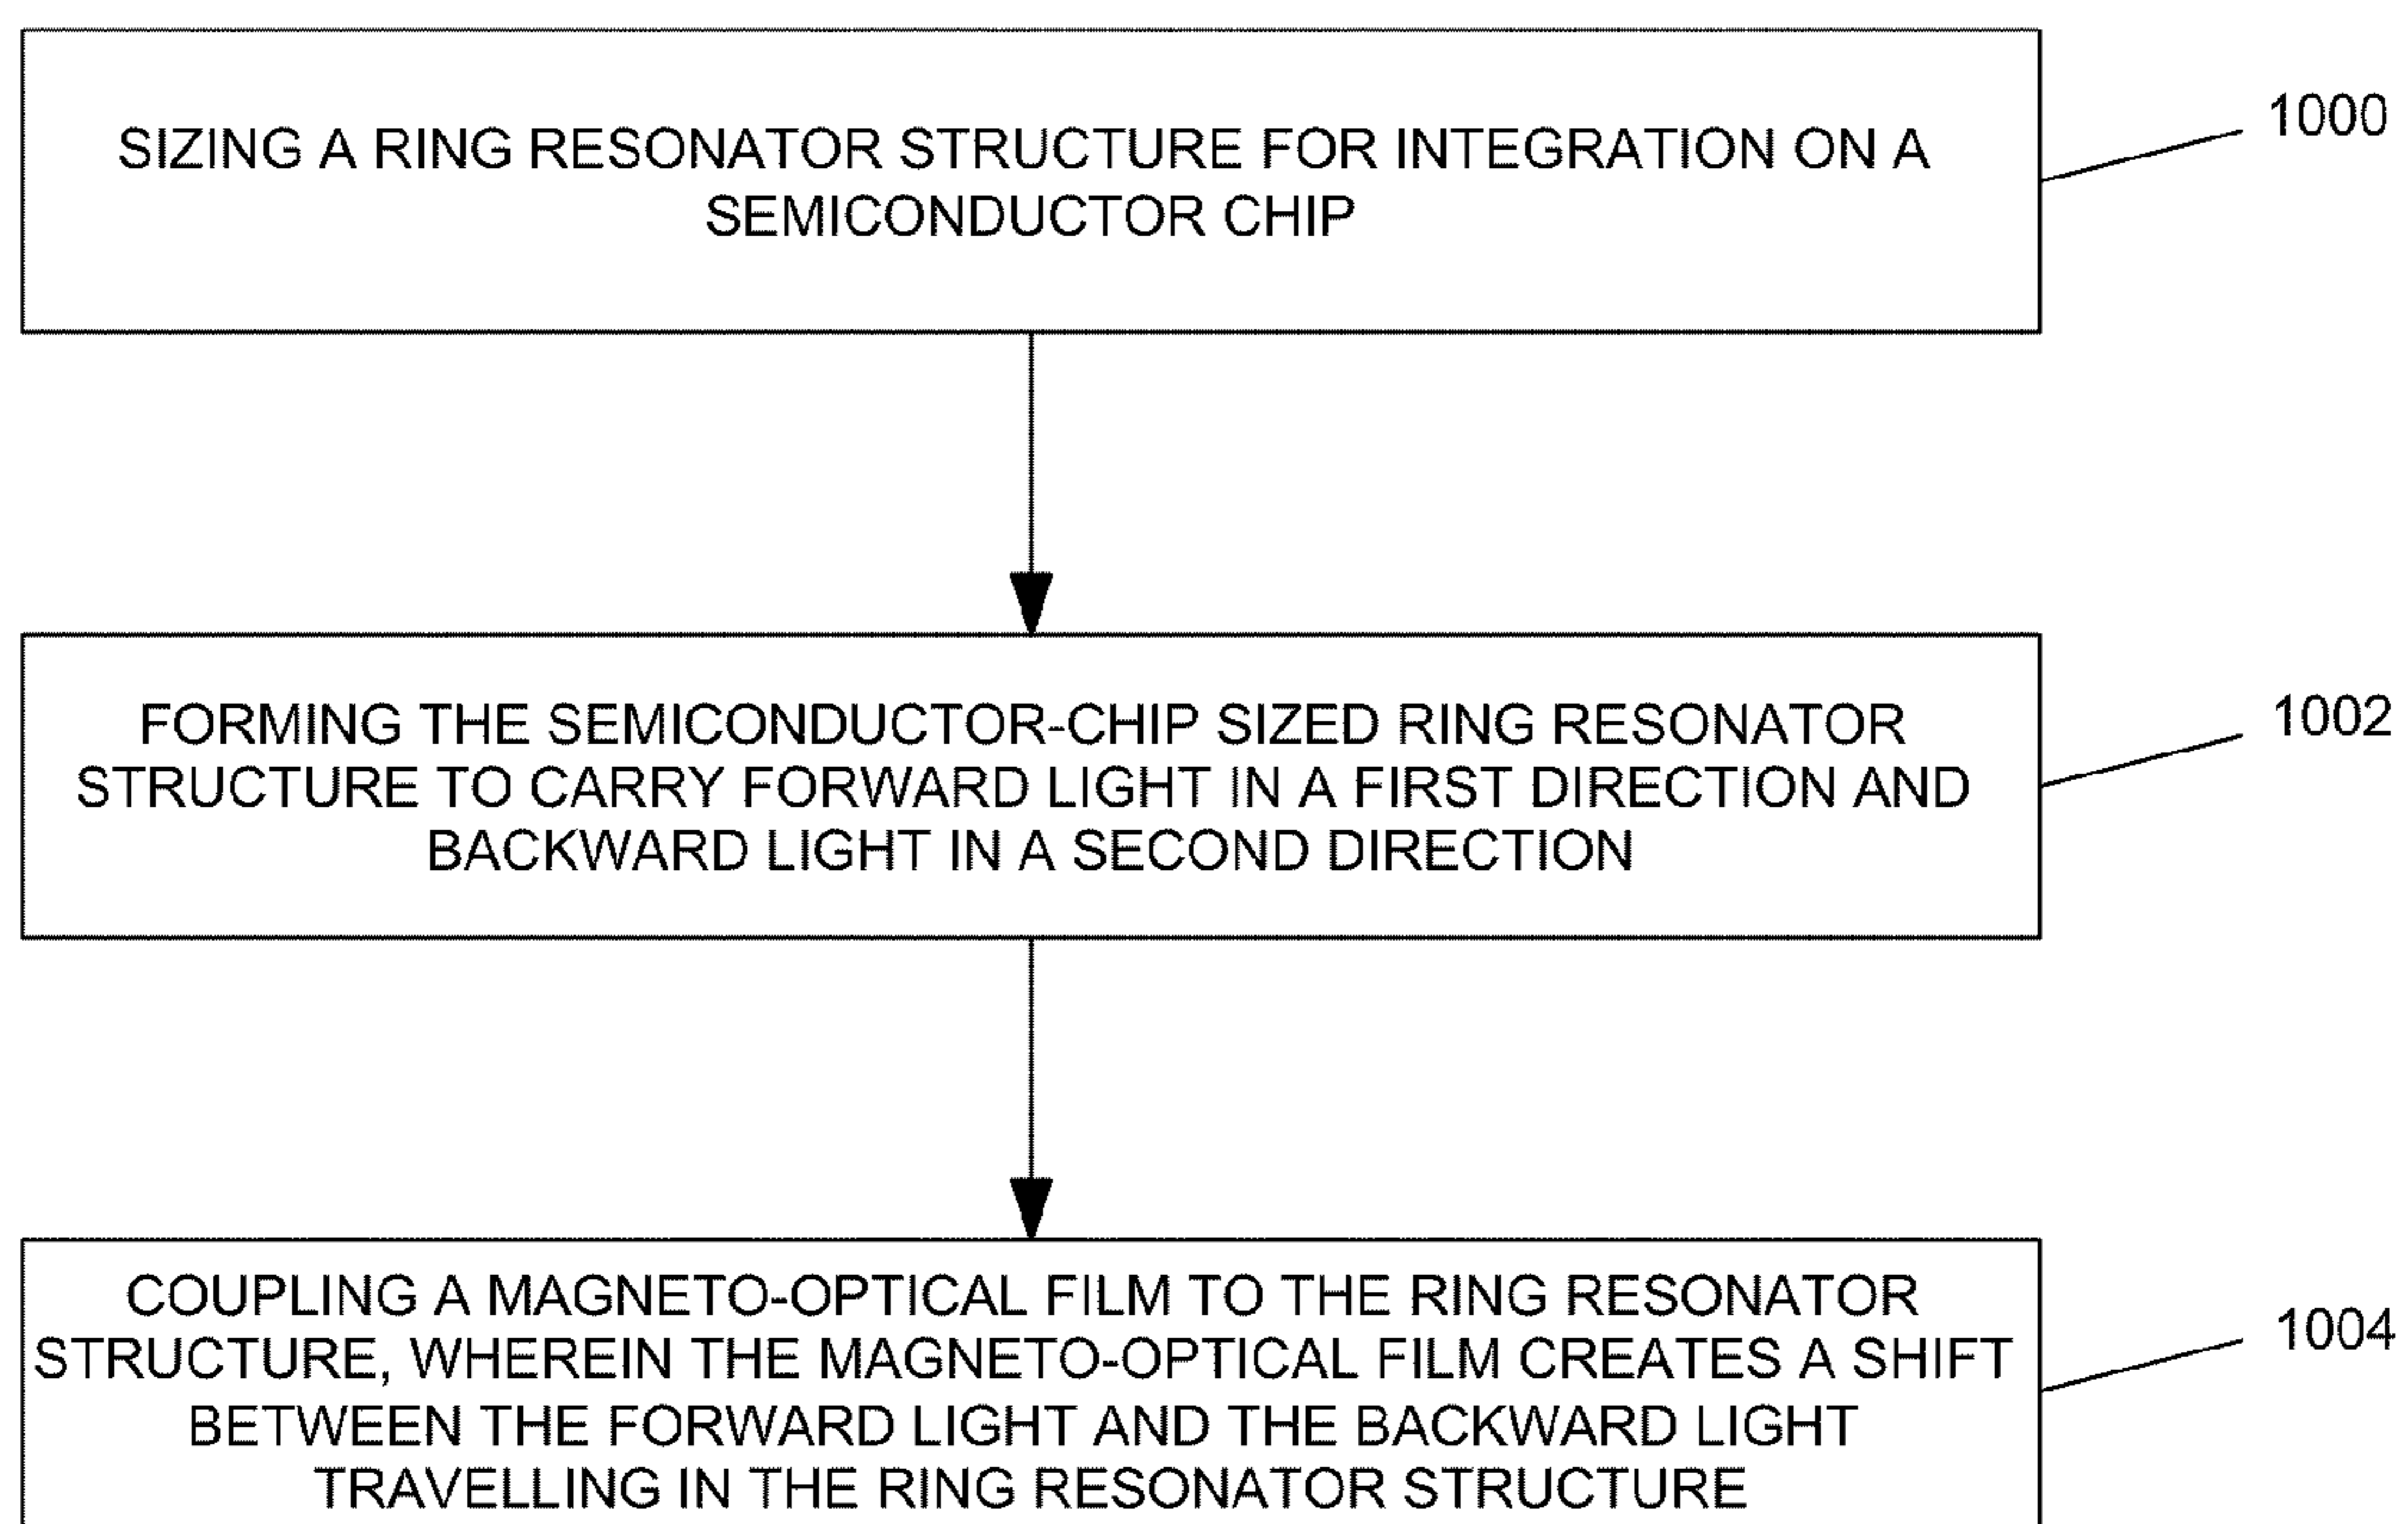 SIZING A RING RESONATOR STRUCTURE FOR INTEGRATION ON A
SEMICONDUCTOR CHIP
1000
FORMING THE SEMICONDUCTOR-CHIP SIZED RING RESONATOR
STRUCTURE TO CARRY FORWARD LIGHT IN A FIRST DIRECTION AND
BACKWARD LIGHT IN A SECOND DIRECTION
1002
COUPLING A MAGNETO-OPTICAL FILM TO THE RING RESONATOR
STRUCTURE, WHEREIN THE MAGNETO-OPTICAL FILM CREATES A SHIFT
BETWEEN THE FORWARD LIGHT AND THE BACKWARD LIGHT
TRAVELLING IN THE RING RESONATOR STRUCTURE
1004